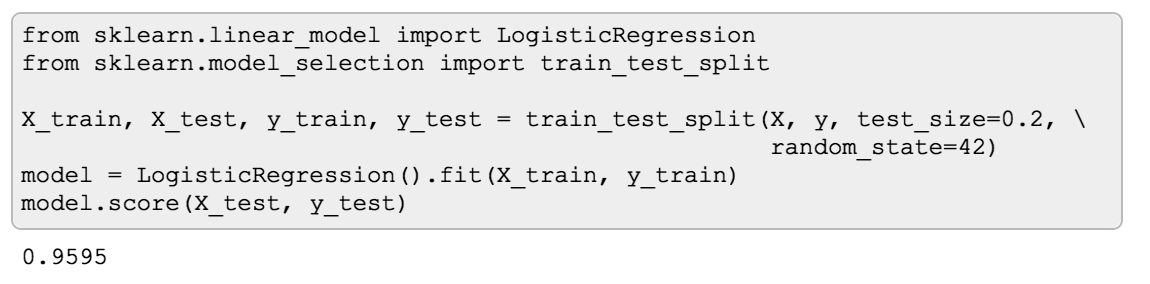 from sklearn.linear_model import LogisticRegression
from sklearn.model_selection import train_test_split
X_train, X_test, y_train, y_test = train_test_split(X, y, test_size=0.2, \
random_state=42)
model = LogisticRegression().fit(X_train, y_train)
model.score(X_test, y_test)
0.9595